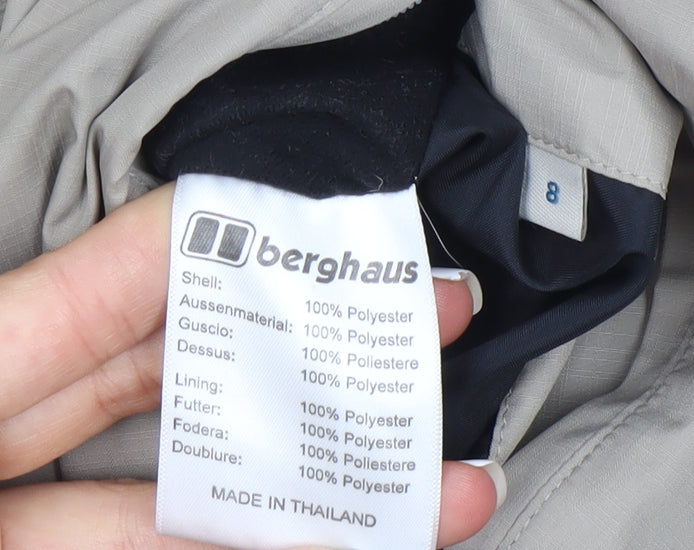 berghaus
Shell: 100% Polyester
Aussenmaterial: 100% Polyester
Guscio: 100% Poliestere
Dessus: 100% Polyester
Lining: 100% Polyester
Futter: 100% Polyester
Fodera: 100% Poliestere
Doublure: 100% Polyester
MADE IN THAILAND
8